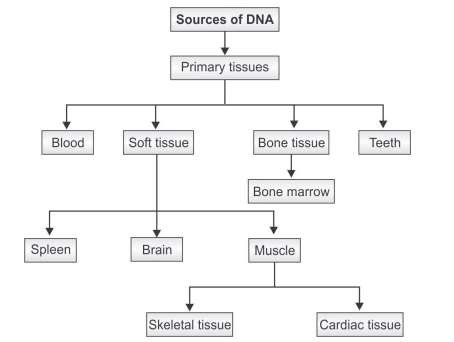 Sources of DNA
Primary tissues
Blood
Soft tissue
Bone tissue
Teeth
Bone marrow
Spleen
Brain
Muscle
Skeletal tissue
Cardiac tissue